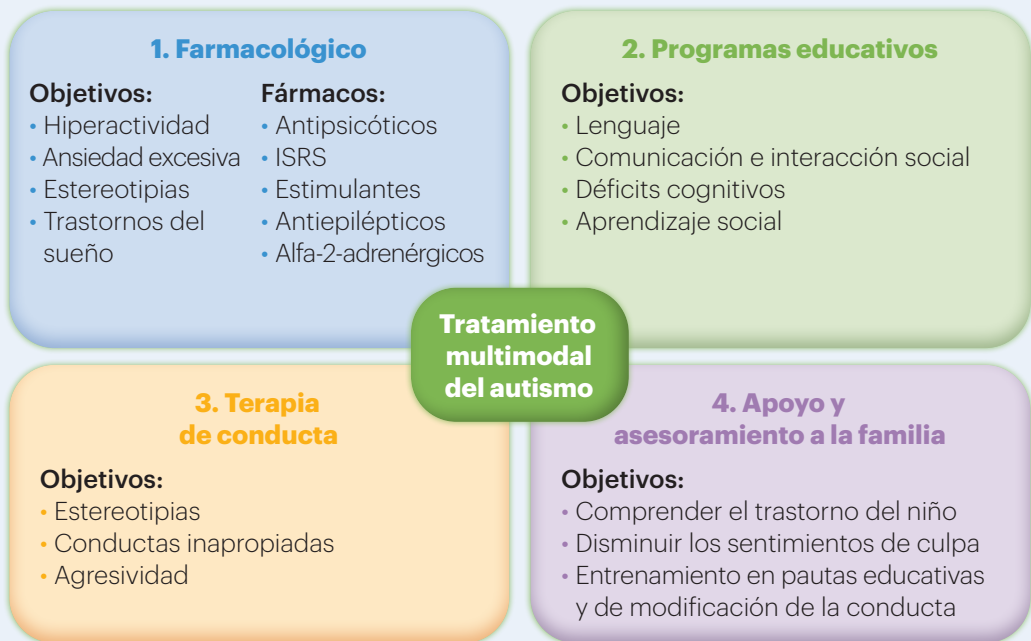 1. Farmacológico
Objetivos:
• Hiperactividad
• Ansiedad excesiva
• Estereotipias
• Trastornos del
sueño
Fármacos:
• Antipsicóticos
• ISRS
• Estimulantes
• Antiepilépticos
• Alfa-2-adrenérgicos
2. Programas educativos
Objetivos:
• Lenguaje
• Comunicación e interacción social
• Déficits cognitivos
• Aprendizaje social
Tratamiento
multimodal
del autismo
3. Terapia
de conducta
Objetivos:
• Estereotipias
• Conductas inapropiadas
• Agresividad
4. Apoyo y
asesoramiento a la familia
Objetivos:
• Comprender el trastorno del niño
• Disminuir los sentimientos de culpa
• Entrenamiento en pautas educativas
y de modificación de la conducta